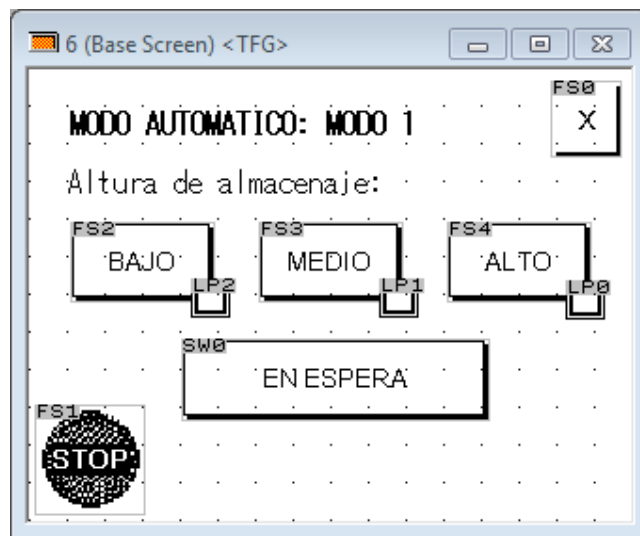 6 (Base Screen) <TFG>
FS0
MODO AUTOMATICO: MODO 1
X
Altura de almacenaje:
FS2 FS3 FS4
BAJO MEDIO ALTO
LP2 LP1 LP0
SW0
EN ESPERA
FS1
STOP